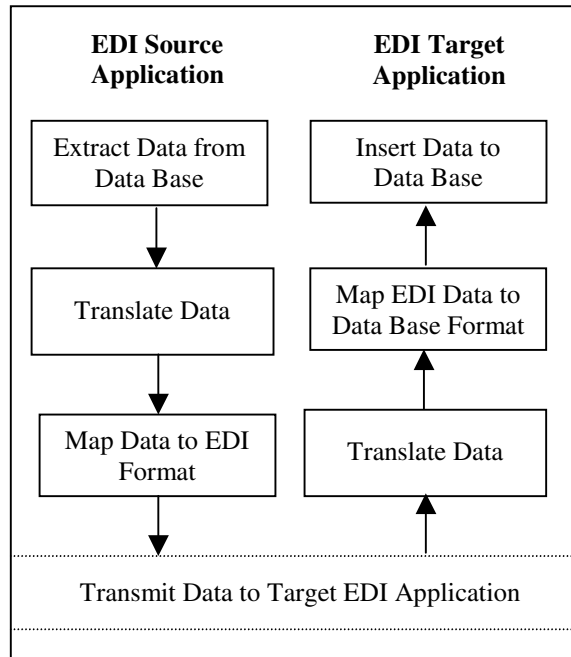 EDI Source
Application
Extract Data from
Data Base
Translate Data
Map Data to EDI
Format
EDI Target
Application
Insert Data to
Data Base
Map EDI Data to
Data Base Format
Translate Data
Transmit Data to Target EDI Application